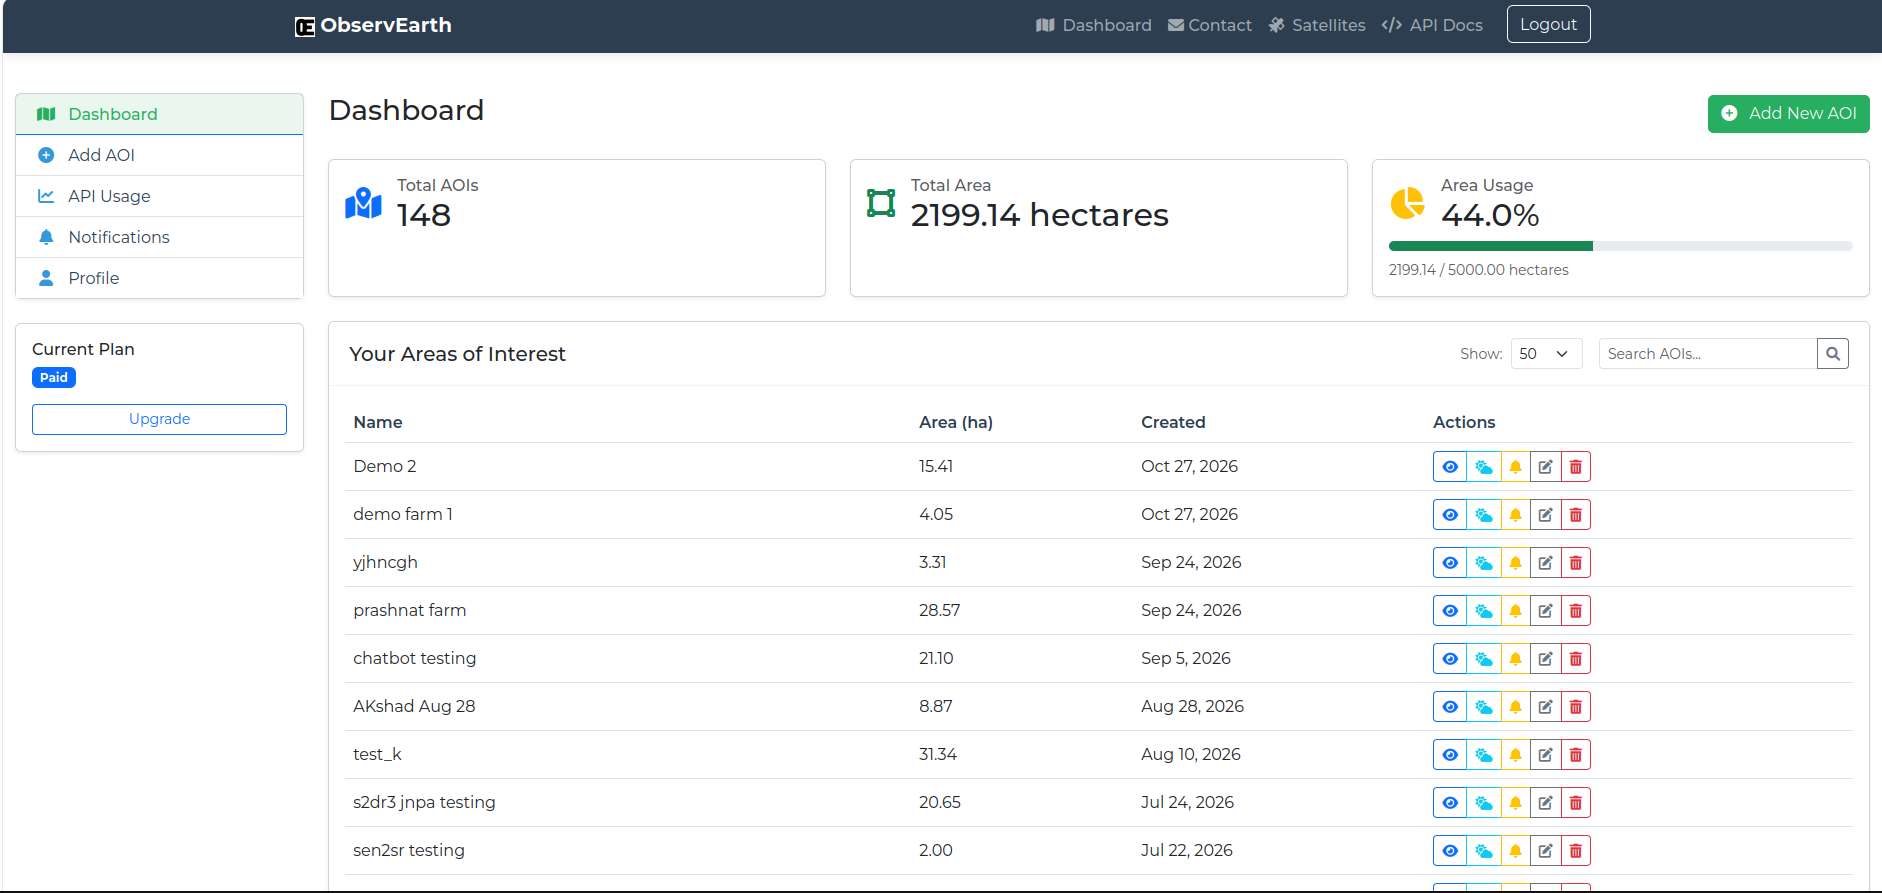 ObservEarth
Dashboard Contact Satellites API Docs Logout
Dashboard
Add AOI
API Usage
Notifications
Profile
Current Plan
Paid
Upgrade
Dashboard
Add New AOI
Total AOIs
148
Total Area
2199.14 hectares
Area Usage
44.0%
2199.14 / 5000.00 hectares
Your Areas of Interest
Show: 50 Search AOIs...
Name Area (ha) Created Actions
Demo 2 15.41 Oct 27, 2026
demo farm 1 4.05 Oct 27, 2026
yjhncgh 3.31 Sep 24, 2026
prashnat farm 28.57 Sep 24, 2026
chatbot testing 21.10 Sep 5, 2026
AKshad Aug 28 8.87 Aug 28, 2026
test_k 31.34 Aug 10, 2026
s2dr3 jnpa testing 20.65 Jul 24, 2026
sen2sr testing 2.00 Jul 22, 2026